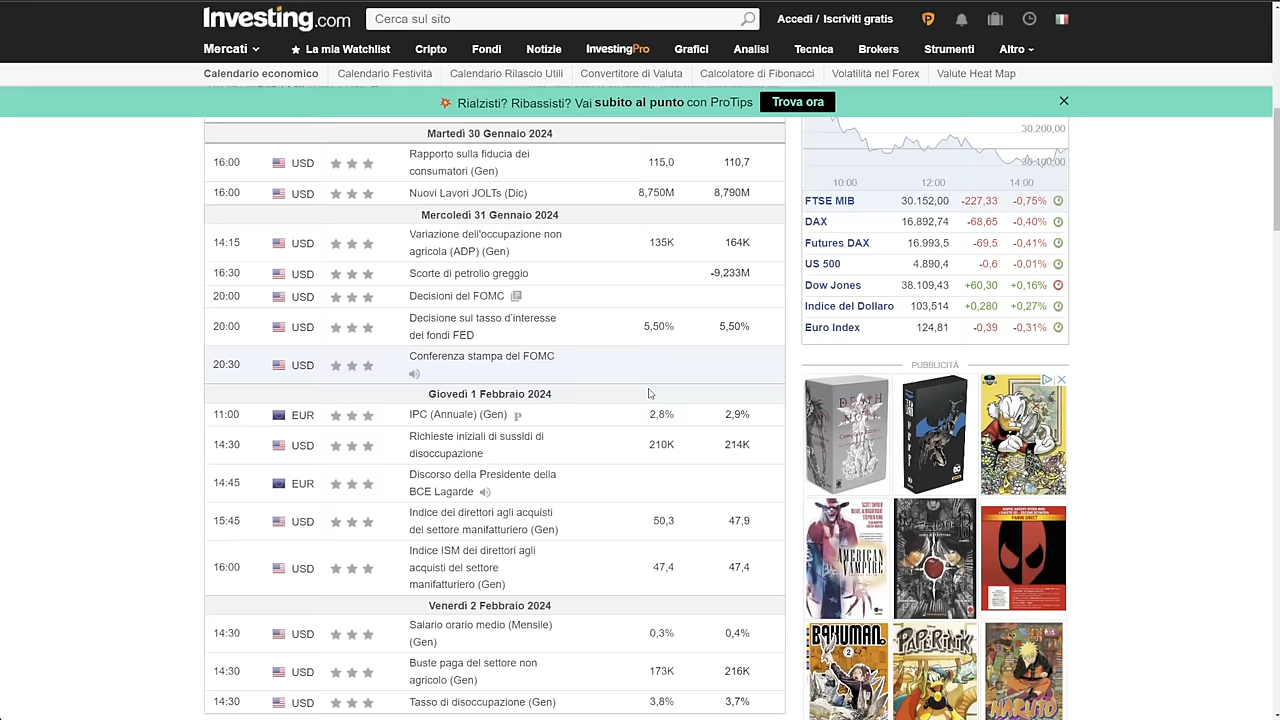 Investing.com
Cerca sul sito
Accedi / Iscriviti gratis
Mercati
La mia Watchlist
Cripto
Fondi
Notizie
InvestingPro
Grafici
Analisi
Tecnica
Brokers
Strumenti
Altro
Calendario economico
Calendario Festività
Calendario Rilascio Utili
Convertitore di Valuta
Calcolatore di Fibonacci
Volatilità nel Forex
Valute Heat Map
Rialzisti? Ribassisti? Vai subito al punto con ProTips
Trova ora
Martedì 30 Gennaio 2024
16:00 USD Rapporto sulla fiducia dei 115,0 110,7
consumatori (Gen)
16:00 USD Nuovi Lavori JOLTs (Dic) 8,750M 8,790M
Mercoledì 31 Gennaio 2024
14:15 USD Variazione dell'occupazione non 135K 164K
agricola (ADP) (Gen)
16:30 USD Scorte di petrolio greggio -9,233M
20:00 USD Decisioni del FOMC
20:00 USD Decisione sul tasso d'interesse 5,50% 5,50%
dei fondi FED
20:30 USD Conferenza stampa del FOMC
Giovedì 1 Febbraio 2024
11:00 EUR IPC (Annuale) (Gen) P 2,8% 2,9%
14:30 USD Richieste iniziali di sussidi di 210K 214K
disoccupazione
14:45 EUR Discorso della Presidente della
BCE Lagarde
15:45 USD Indice dei direttori agli acquisti 50,3 47,9
del settore manifatturiero (Gen)
16:00 USD Indice ISM dei direttori agli 47,4 47,4
acquisti del settore
manifatturiero (Gen)
Venerdì 2 Febbraio 2024
14:30 USD Salario orario medio (Mensile) 0,3% 0,4%
(Gen)
14:30 USD Buste paga del settore non 173K 216K
agricolo (Gen)
14:30 USD Tasso di disoccupazione (Gen) 3,8% 3,7%
30.200,00
30.100,00
10:00 12:00 14:00
FTSE MIB 30.152,00 -227,33 -0,75%
DAX 16.892,74 -68,65 -0,40%
Futures DAX 16.993,5 -69,5 -0,41%
US 500 4.890,4 -0,6 -0,01%
Dow Jones 38.109,43 +60,30 +0,16%
Indice del Dollaro 103,514 +0,280 +0,27%
Euro Index 124,81 -0,39 -0,31%
PUBBLICITÀ
DEATH
AMERICAN
VAMPIRE
BAKUMAN.
2
PAPERINIK
NARUTO